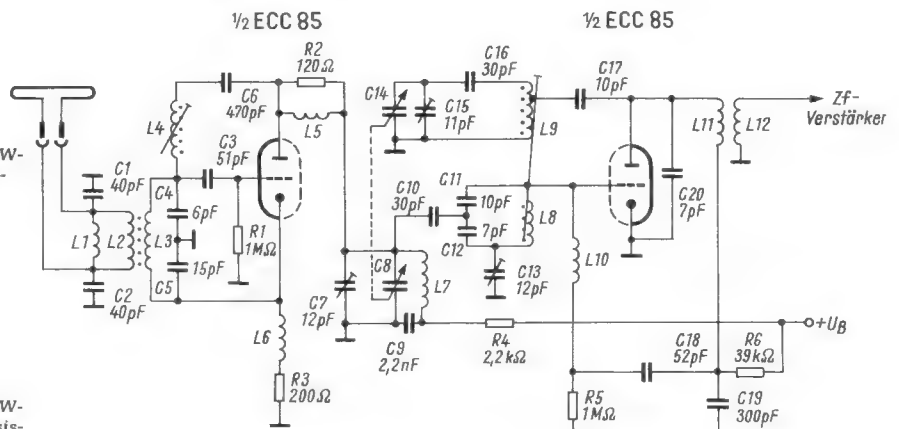 ½ ECC 85
½ ECC 85
R2
120Ω
C16
30pF
C17
10pF
C6
470pF
C14
C15
11pF
L9
L11
L12
Zf-
Verstärker
L4
L5
C3
51pF
W-
-
C1
40pF
C4
6pF
C10
30pF
C11
10pF
C20
7pF
L1
L2
L3
R1
1MΩ
7pF
C12
L8
L10
15pF
C5
C8
L7
C13
12pF
C2
40pF
C7
12pF
L6
C9
2,2nF
R4
2,2kΩ
+U_B
C18
52pF
R6
39kΩ
R3
200Ω
R5
1MΩ
C19
300pF
W-
sis-